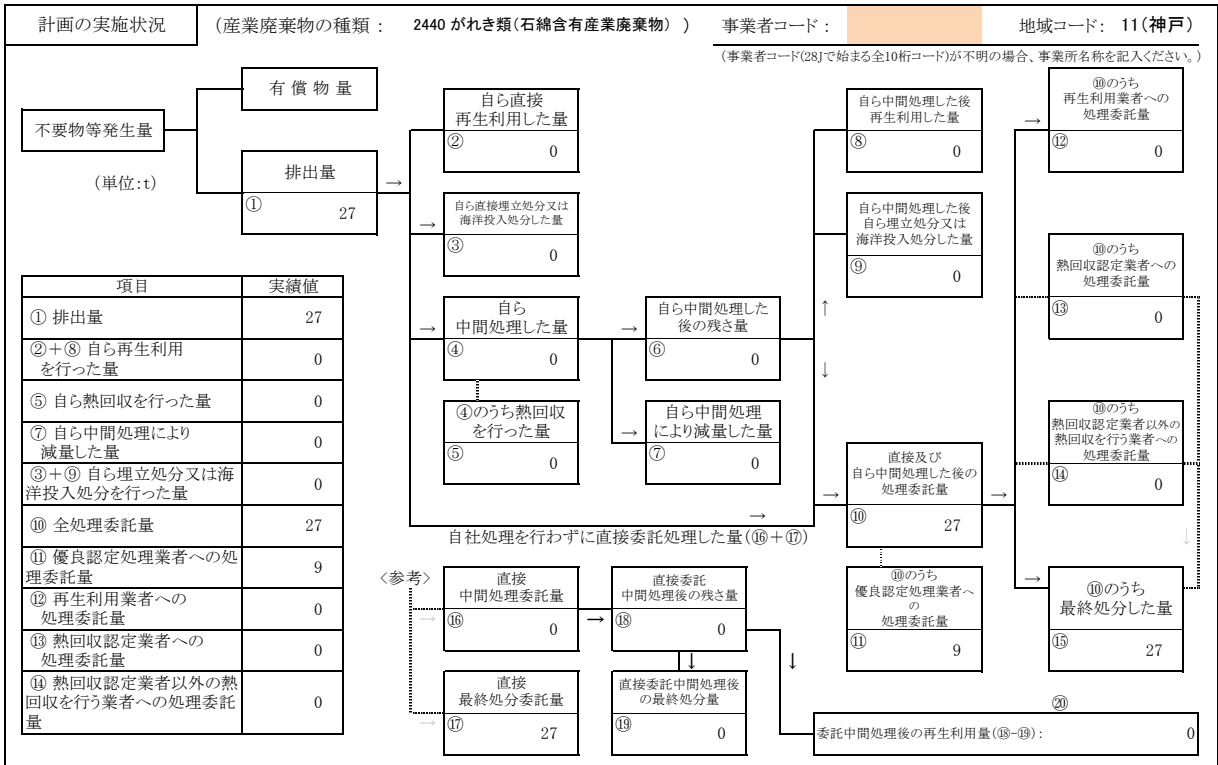 計画の実施状況
(産業廃棄物の種類： 2440 がれき類(石綿含有産業廃棄物) )
事業者コード：
地域コード： 11(神戸)
(事業者コード(28Jで始まる全10桁コード)が不明の場合、事業所名称を記入ください。)
不要物等発生量
(単位:t)
有償物量
排出量
① 27
→
自ら直接
再生利用した量
② 0
→
自ら直接埋立処分又は
海洋投入処分した量
③ 0
→
自ら
中間処理した量
④ 0
④のうち熱回収
を行った量
⑤ 0
→
自ら中間処理した
後の残さ量
⑥ 0
→
自ら中間処理
により減量した量
⑦ 0
自ら中間処理した後
再生利用した量
⑧ 0
自ら中間処理した後
自ら埋立処分又は
海洋投入処分した量
⑨ 0
↑
↓
→
直接及び
自ら中間処理した後の
処理委託量
⑩ 27
→
⑩のうち
優良認定処理業者へ
の
処理委託量
⑪ 9
→
⑩のうち
再生利用業者への
処理委託量
⑫ 0
⑩のうち
熱回収認定業者への
処理委託量
⑬ 0
⑩のうち
熱回収認定業者以外の
熱回収を行う業者への
処理委託量
⑭ 0
↓
→
⑩のうち
最終処分した量
⑮ 27
→
自社処理を行わずに直接委託処理した量(⑯＋⑰)
項目 実績値
① 排出量 27
②＋⑧ 自ら再生利用
を行った量 0
⑤ 自ら熱回収を行った量 0
⑦ 自ら中間処理により
減量した量 0
③＋⑨ 自ら埋立処分又は海
洋投入処分を行った量 0
⑩ 全処理委託量 27
⑪ 優良認定処理業者への処
理委託量 9
⑫ 再生利用業者への
処理委託量 0
⑬ 熱回収認定業者への
処理委託量 0
⑭ 熱回収認定業者以外の熱
回収を行う業者への処理委託
量 0
〈参考〉
→
直接
中間処理委託量
⑯ 0
→
直接委託
中間処理後の残さ量
⑱ 0
→
直接
最終処分委託量
⑰ 27
↓
直接委託中間処理後
の最終処分量
⑲ 0
↓
⑳
委託中間処理後の再生利用量(⑱-⑲)： 0